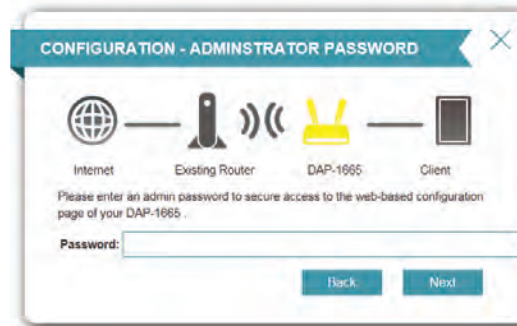 CONFIGURATION - ADMINSTRATOR PASSWORD
Internet Existing Router DAP-1665 Client
Please enter an admin password to secure access to the web-based configuration
page of your DAP-1665 .
Password:
Back Next